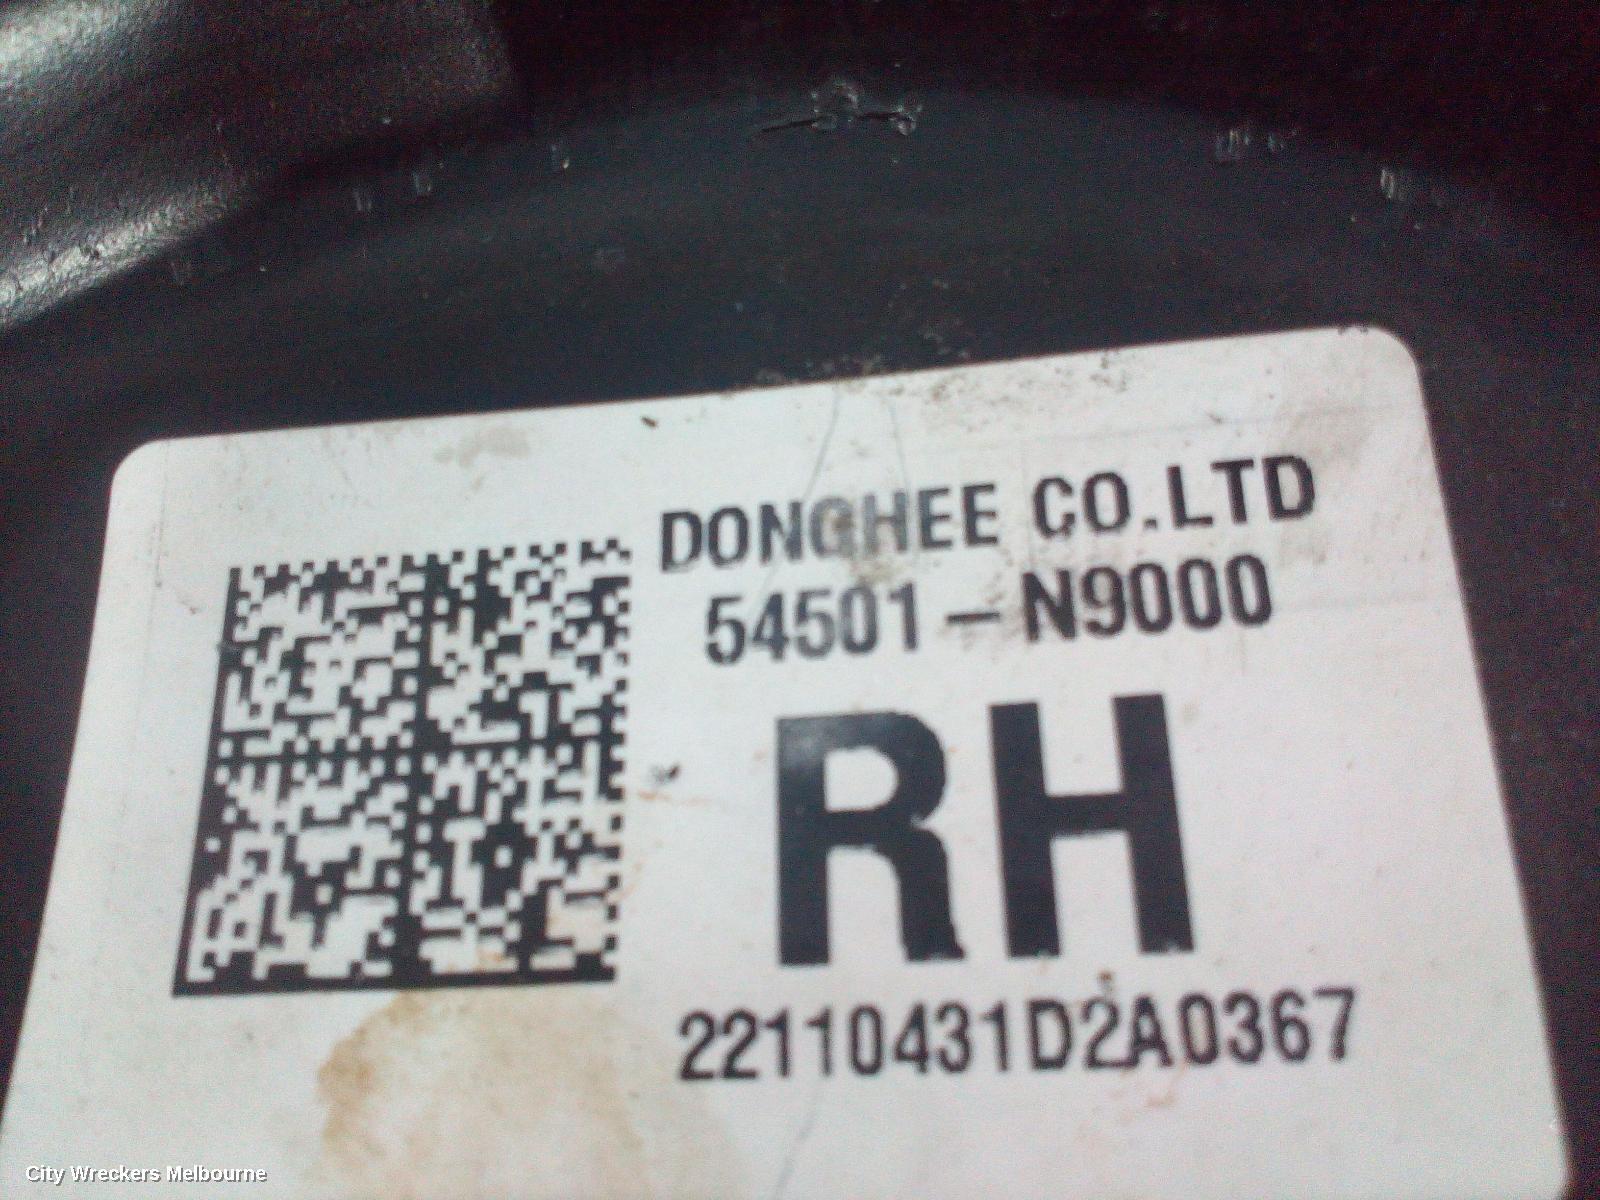 DONGHEE CO.LTD
54501-N9000
RH
22110431D2A0367
City Wreckers Melbourne